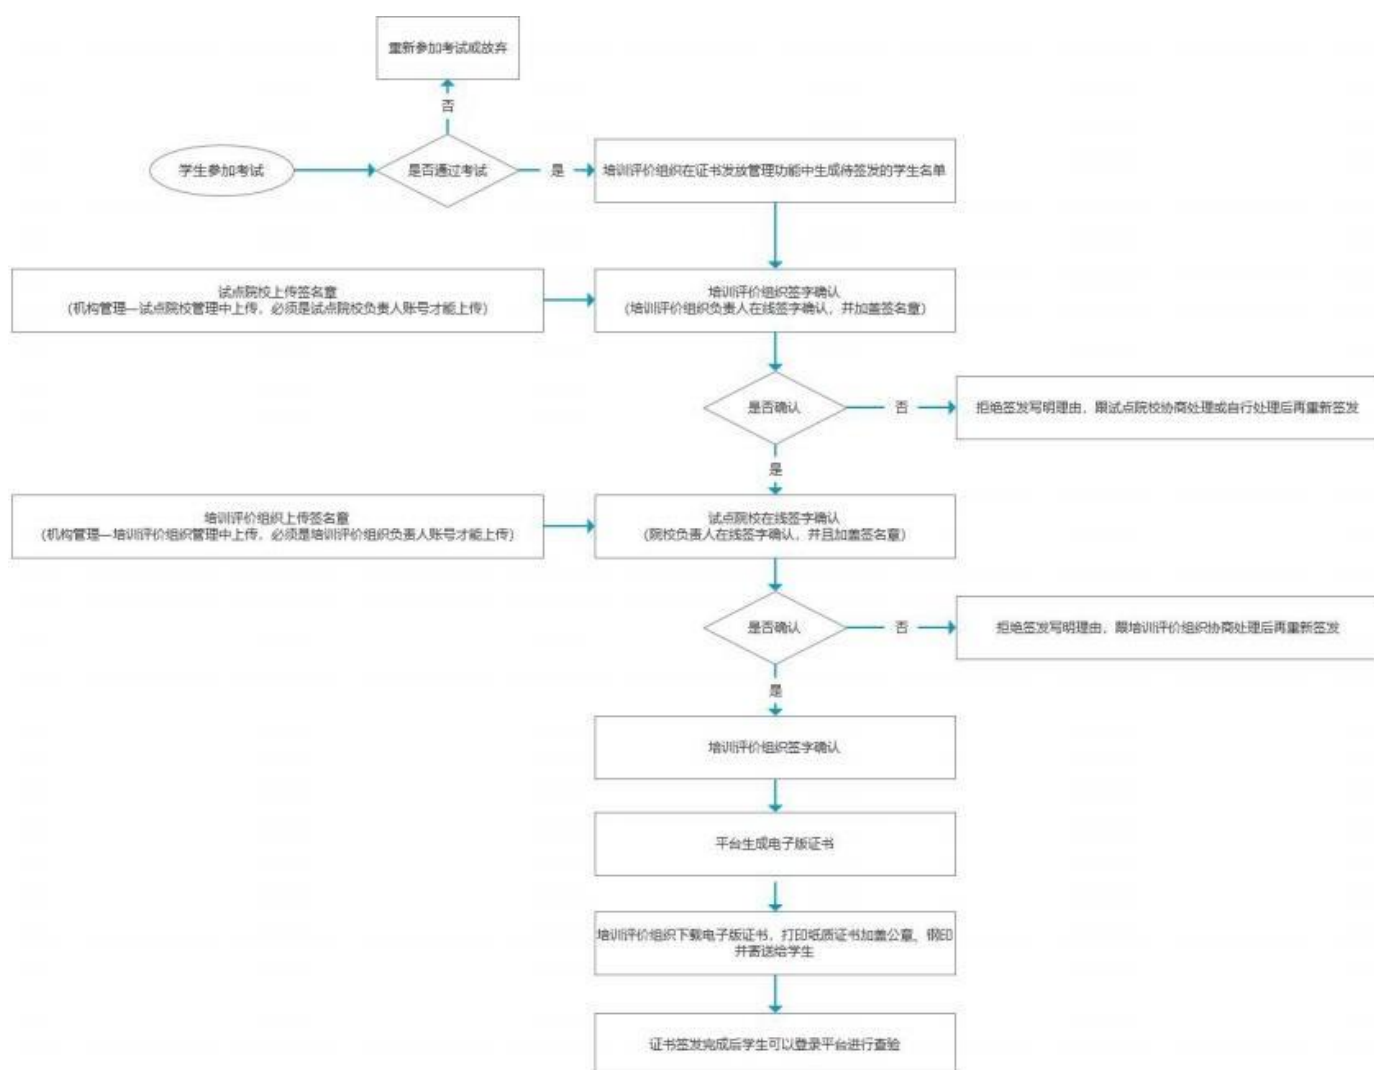 重新参加考试或放弃
否
学生参加考试
是否通过考试
是
培训评价组织在证书发放管理功能中生成待签发的学生名单
试点院校上传签名章
(机构管理—试点院校管理中上传，必须是试点院校负责人账号才能上传)
培训评价组织签字确认
(培训评价组织负责人在线签字确认，并加盖签名章)
是否确认
否
拒绝签发写明理由，跟试点院校协商处理或自行处理后再重新签发
是
培训评价组织上传签名章
(机构管理—培训评价组织管理中上传，必须是培训评价组织负责人账号才能上传)
试点院校在线签字确认
(院校负责人在线签字确认，并且加盖签名章)
是否确认
否
拒绝签发写明理由，跟培训评价组织协商处理后再重新签发
是
培训评价组织签字确认
平台生成电子版证书
培训评价组织下载电子版证书，打印纸质证书加盖公章，钢印
并寄送给学生
证书签发完成后学生可以登录平台进行查验